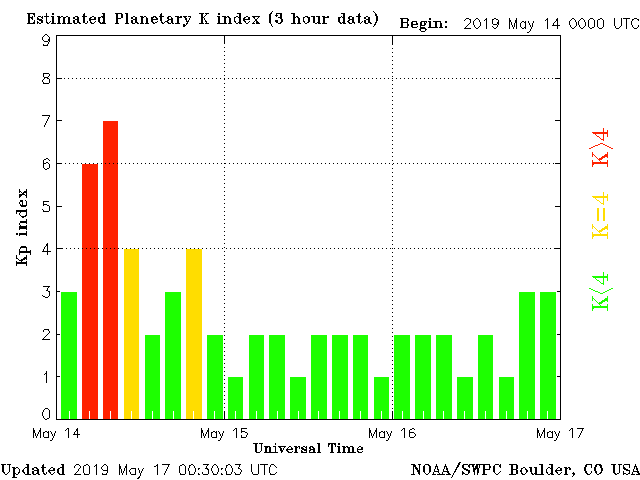 Estimated Planetary K index (3 hour data) Begin: 2019 May 14 0000 UTC
9
8
7
6
5
4
3
2
1
0
Kp index
K>4
K=4
K<4
May 14 May 15 May 16 May 17
Universal Time
Updated 2019 May 17 00:30:03 UTC NOAA/SWPC Boulder, CO USA